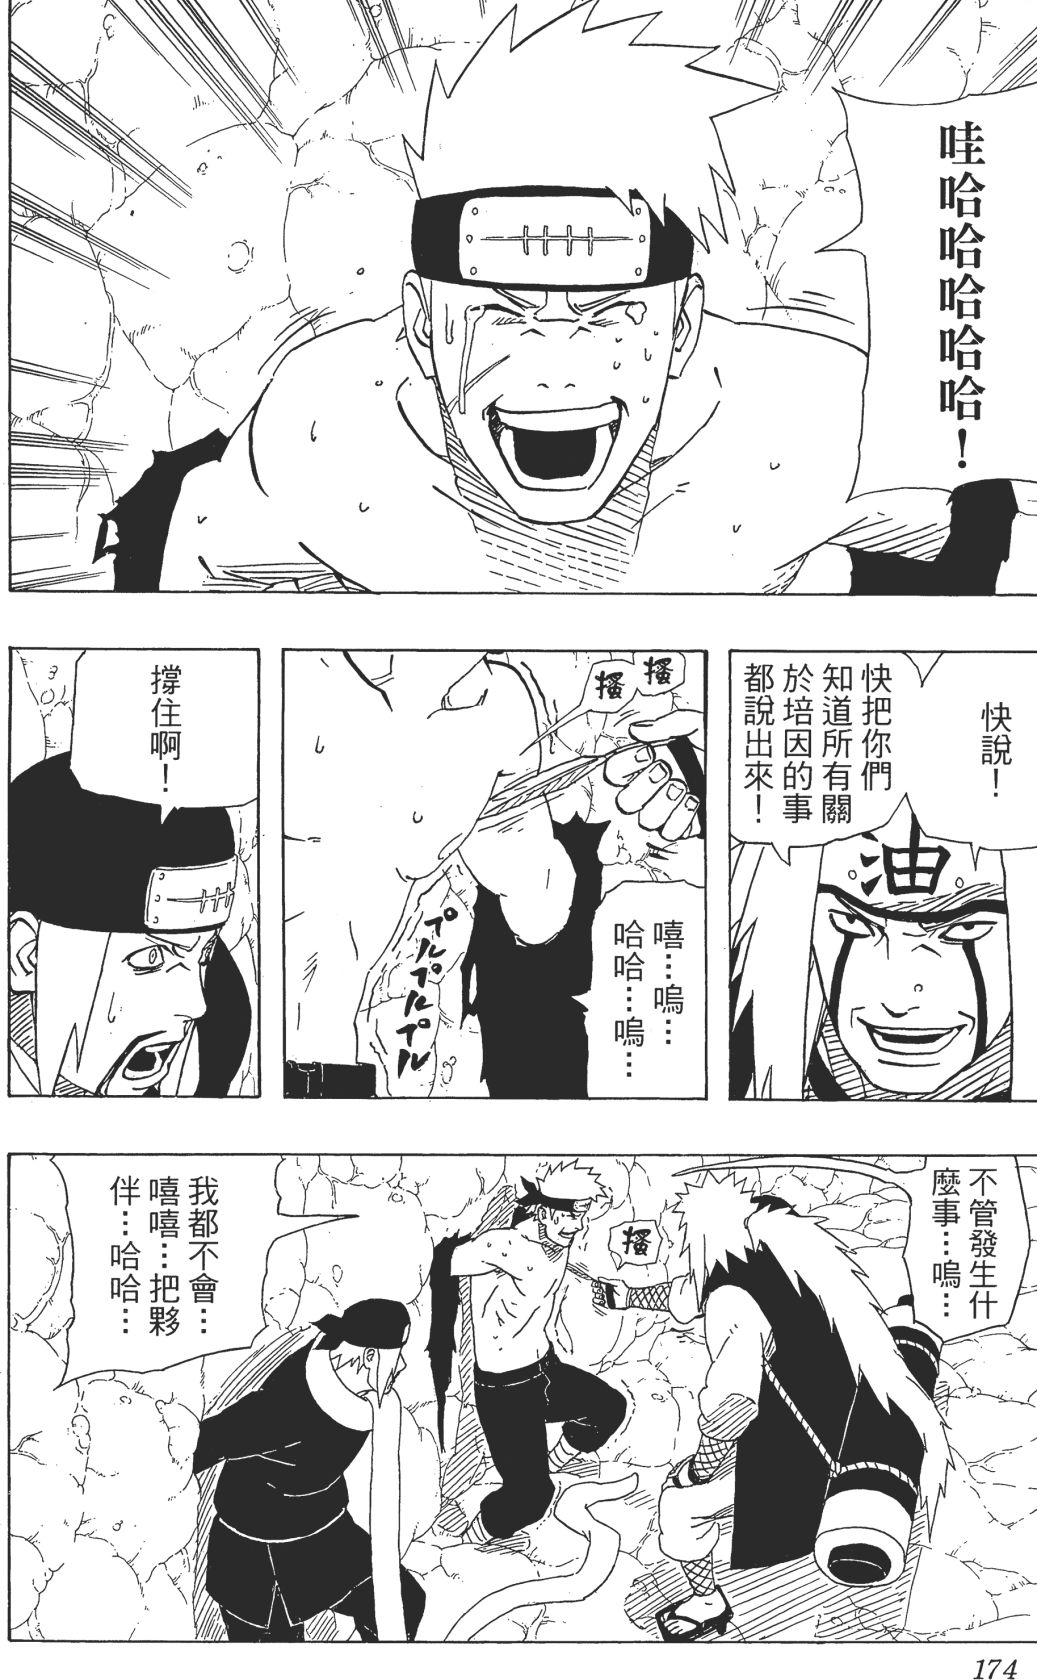 哇哈哈哈哈哈！
快說！
快把你們
知道所有關
於培因的事
都說出來！
搔
搔
嘻…嗚…
哈哈…嗚…
プルプルプル
撐住啊！
油
不管發生什
麼事…嗚…
搔
我都不會…
嘻嘻…把夥
伴…哈哈…
174